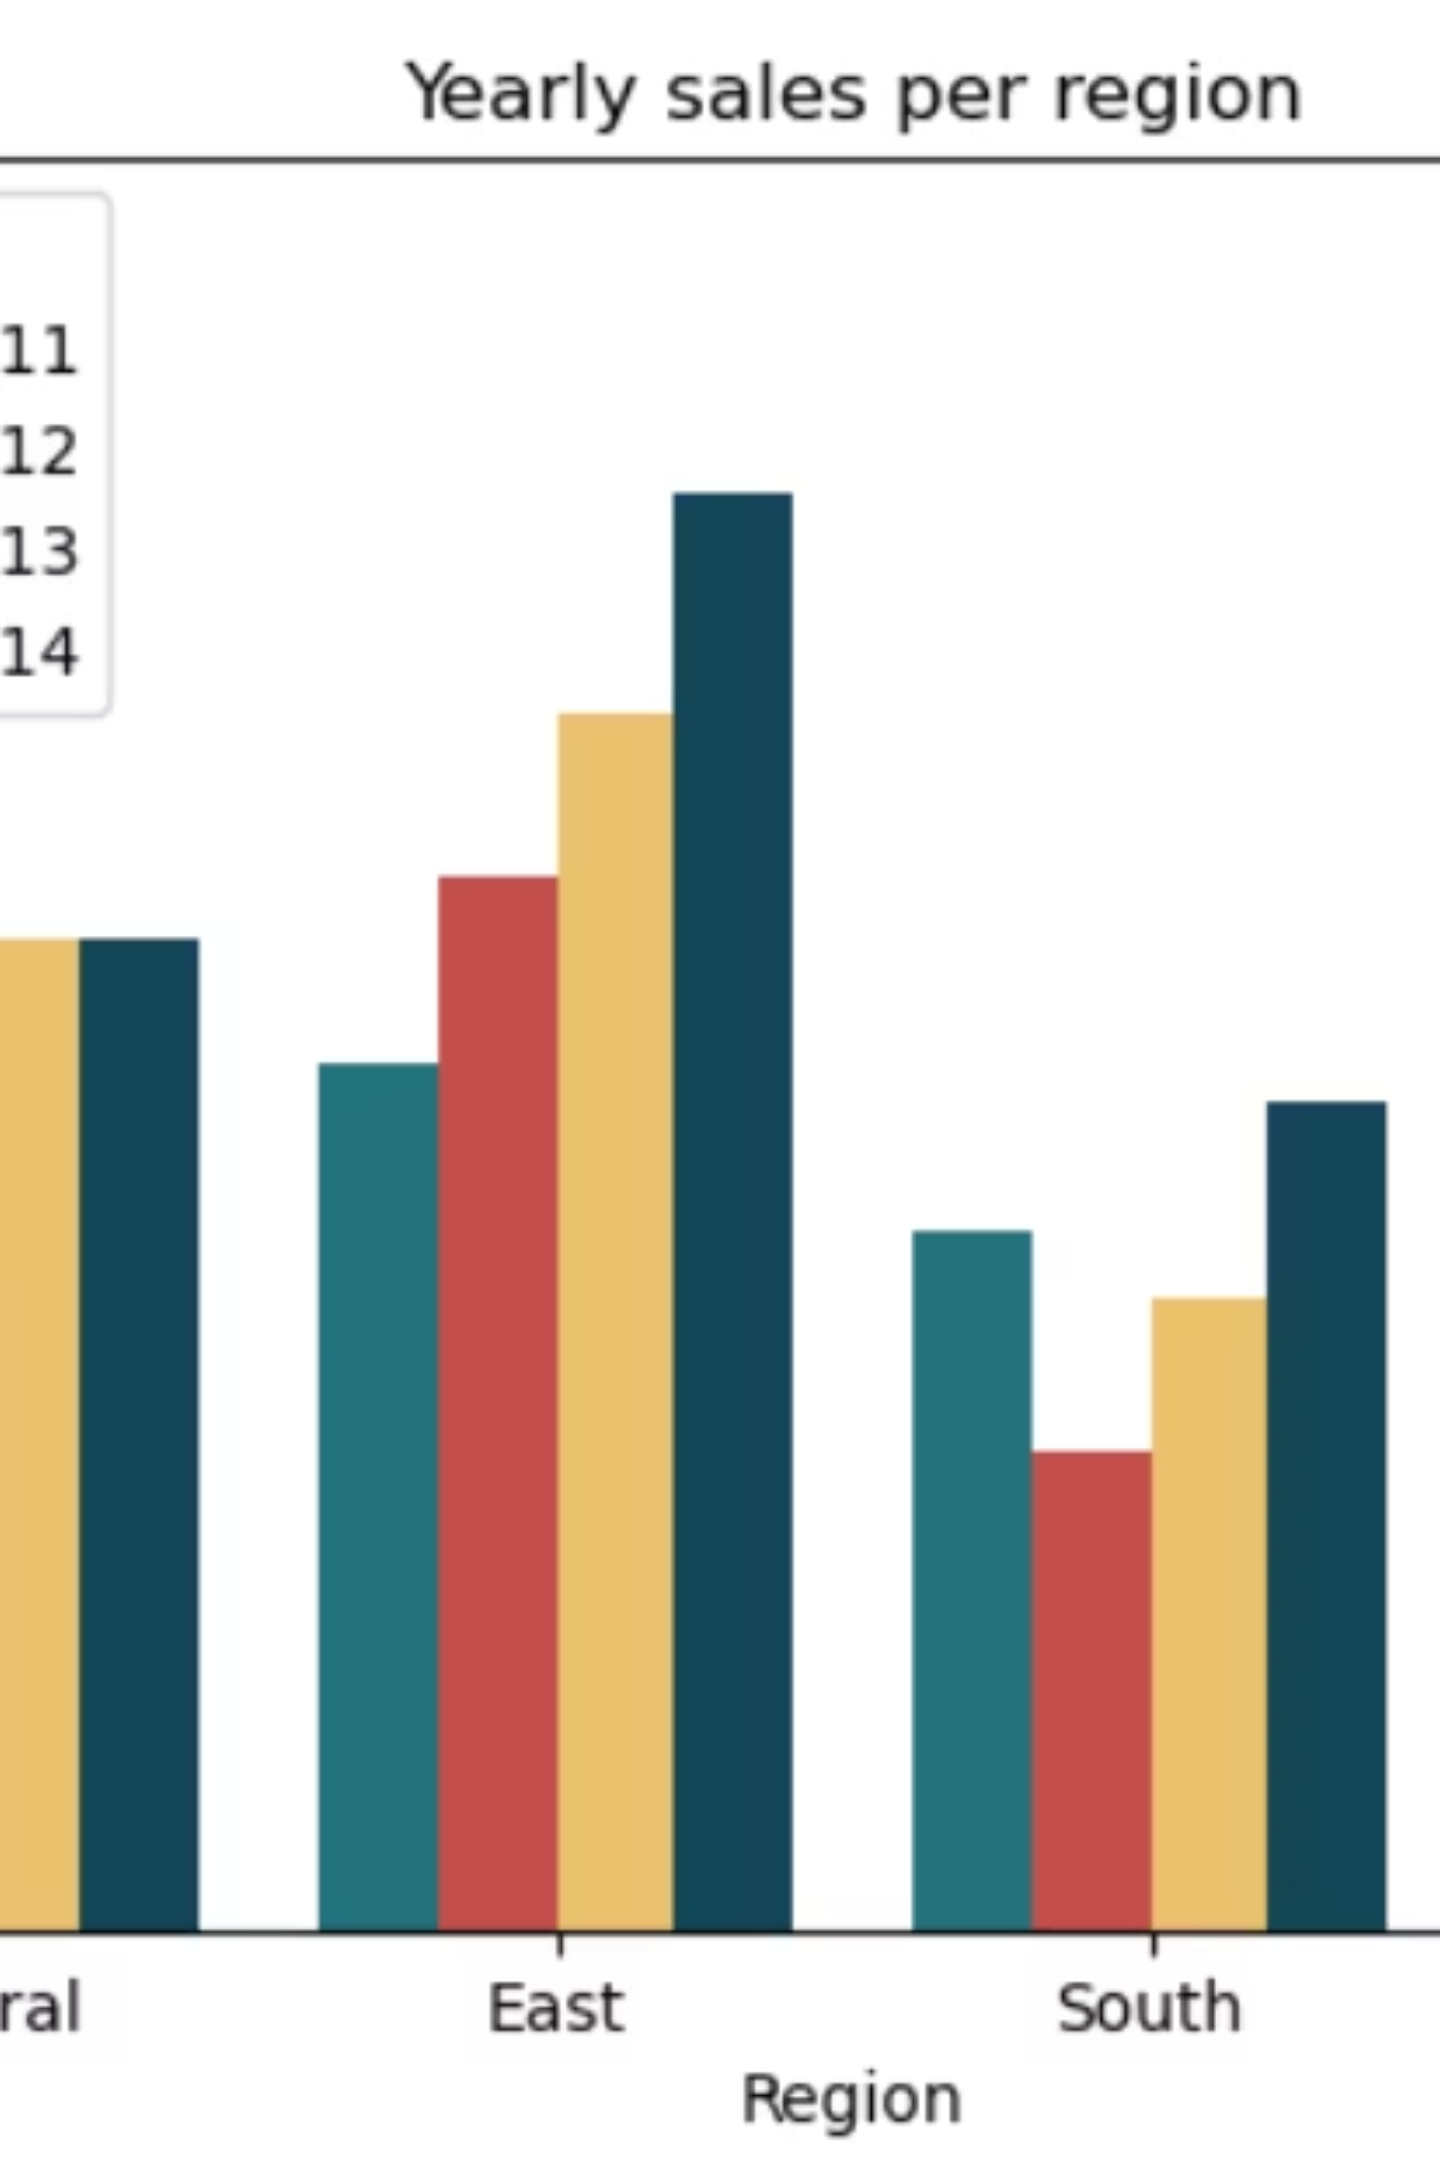 Yearly sales per region
11
12
13
14
ral East South
Region